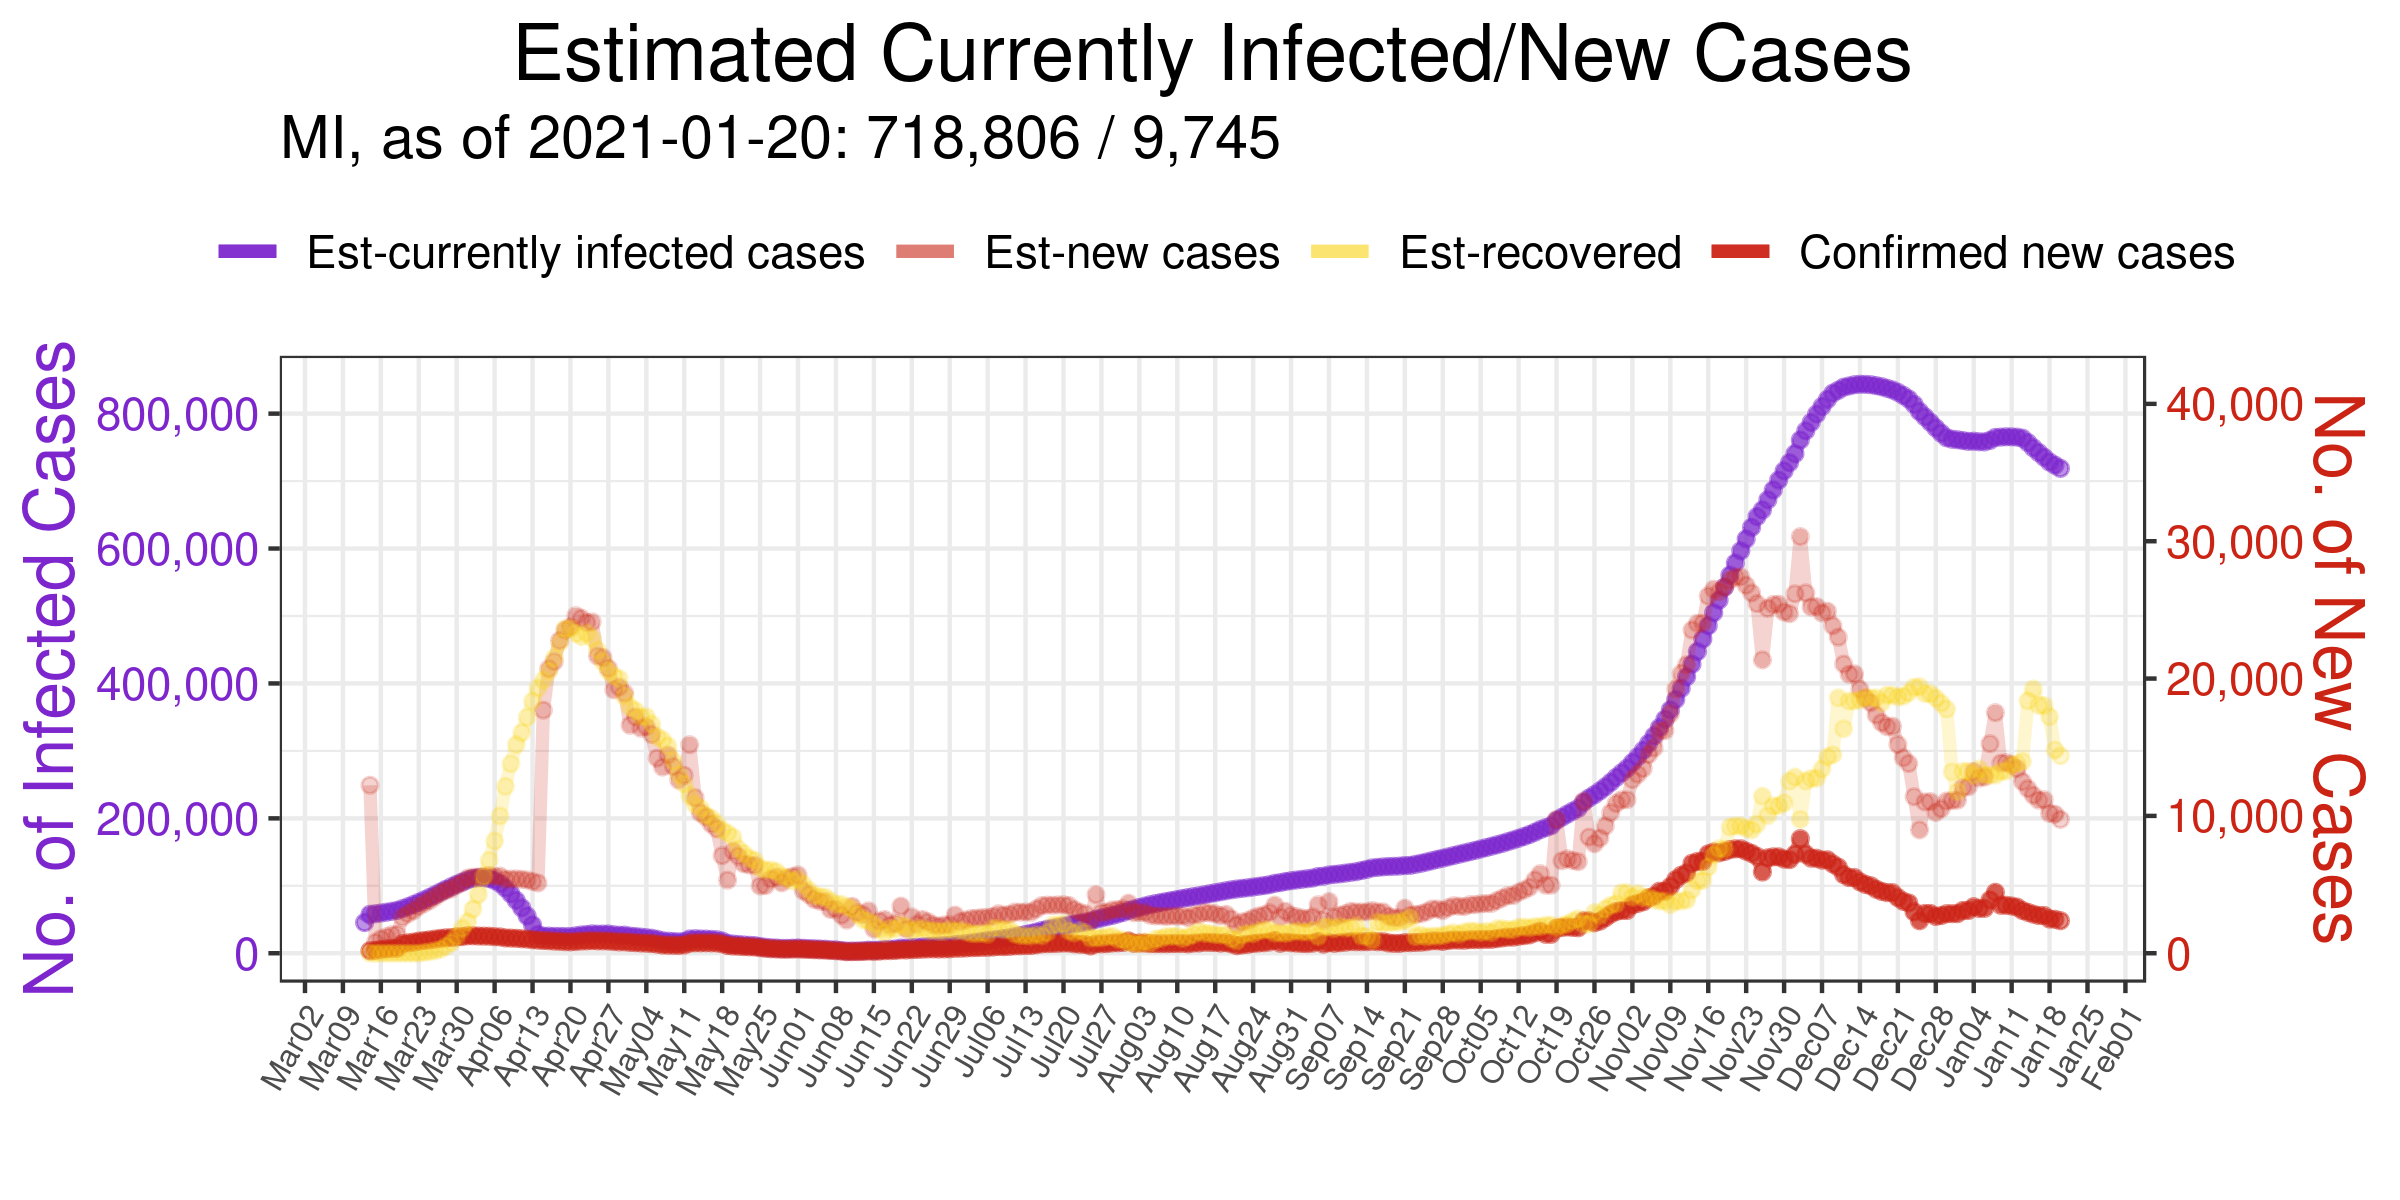 Estimated Currently Infected/New Cases
MI, as of 2021-01-20: 718,806 / 9,745
Est-currently infected cases
Est-new cases
Est-recovered
Confirmed new cases
No. of Infected Cases
800,000
600,000
400,000
200,000
0
40,000
30,000
20,000
10,000
0
No. of New Cases
Mar02
Mar09
Mar16
Mar23
Mar30
Apr06
Apr13
Apr20
Apr27
May04
May11
May18
May25
Jun01
Jun08
Jun15
Jun22
Jun29
Jul06
Jul13
Jul20
Jul27
Aug03
Aug10
Aug17
Aug24
Aug31
Sep07
Sep14
Sep21
Sep28
Oct05
Oct12
Oct19
Oct26
Nov02
Nov09
Nov16
Nov23
Nov30
Dec07
Dec14
Dec21
Dec28
Jan04
Jan11
Jan18
Jan25
Feb01